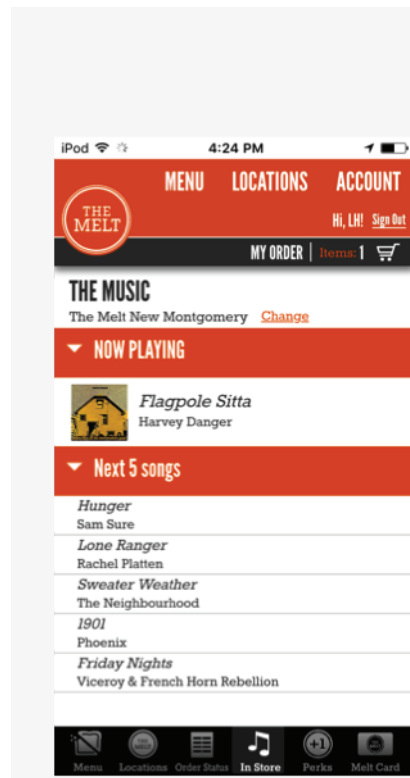 iPod 4:24 PM
MENU LOCATIONS ACCOUNT
THE
MELT
Hi, LH! Sign Out
MY ORDER | Items: 1
THE MUSIC
The Melt New Montgomery Change
NOW PLAYING
Flagpole Sitta
Harvey Danger
Next 5 songs
Hunger
Sam Sure
Lone Ranger
Rachel Platten
Sweater Weather
The Neighbourhood
1901
Phoenix
Friday Nights
Viceroy & French Horn Rebellion
+1
Menu Locations Order Status In Store Perks Melt Card